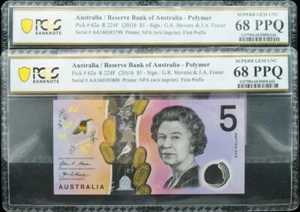 PCGS
BANKNOTE
Australia / Reserve Bank of Australia - Polymer
Pick # 62a R 224F (2016) $5 - Sign : G.R. Stevens & J.A. Fraser
Serial # Printer: NPA (w/o imprint) First Prefix
SUPERB GEM UNC
68 PPQ
PCGS
BANKNOTE
Australia / Reserve Bank of Australia - Polymer
Pick # 62a R 224F (2016) $5 - Sign : G.R. Stevens & J.A. Fraser
Serial # Printer: NPA (w/o imprint) First Prefix
SUPERB GEM UNC
68 PPQ
5
AUSTRALIA